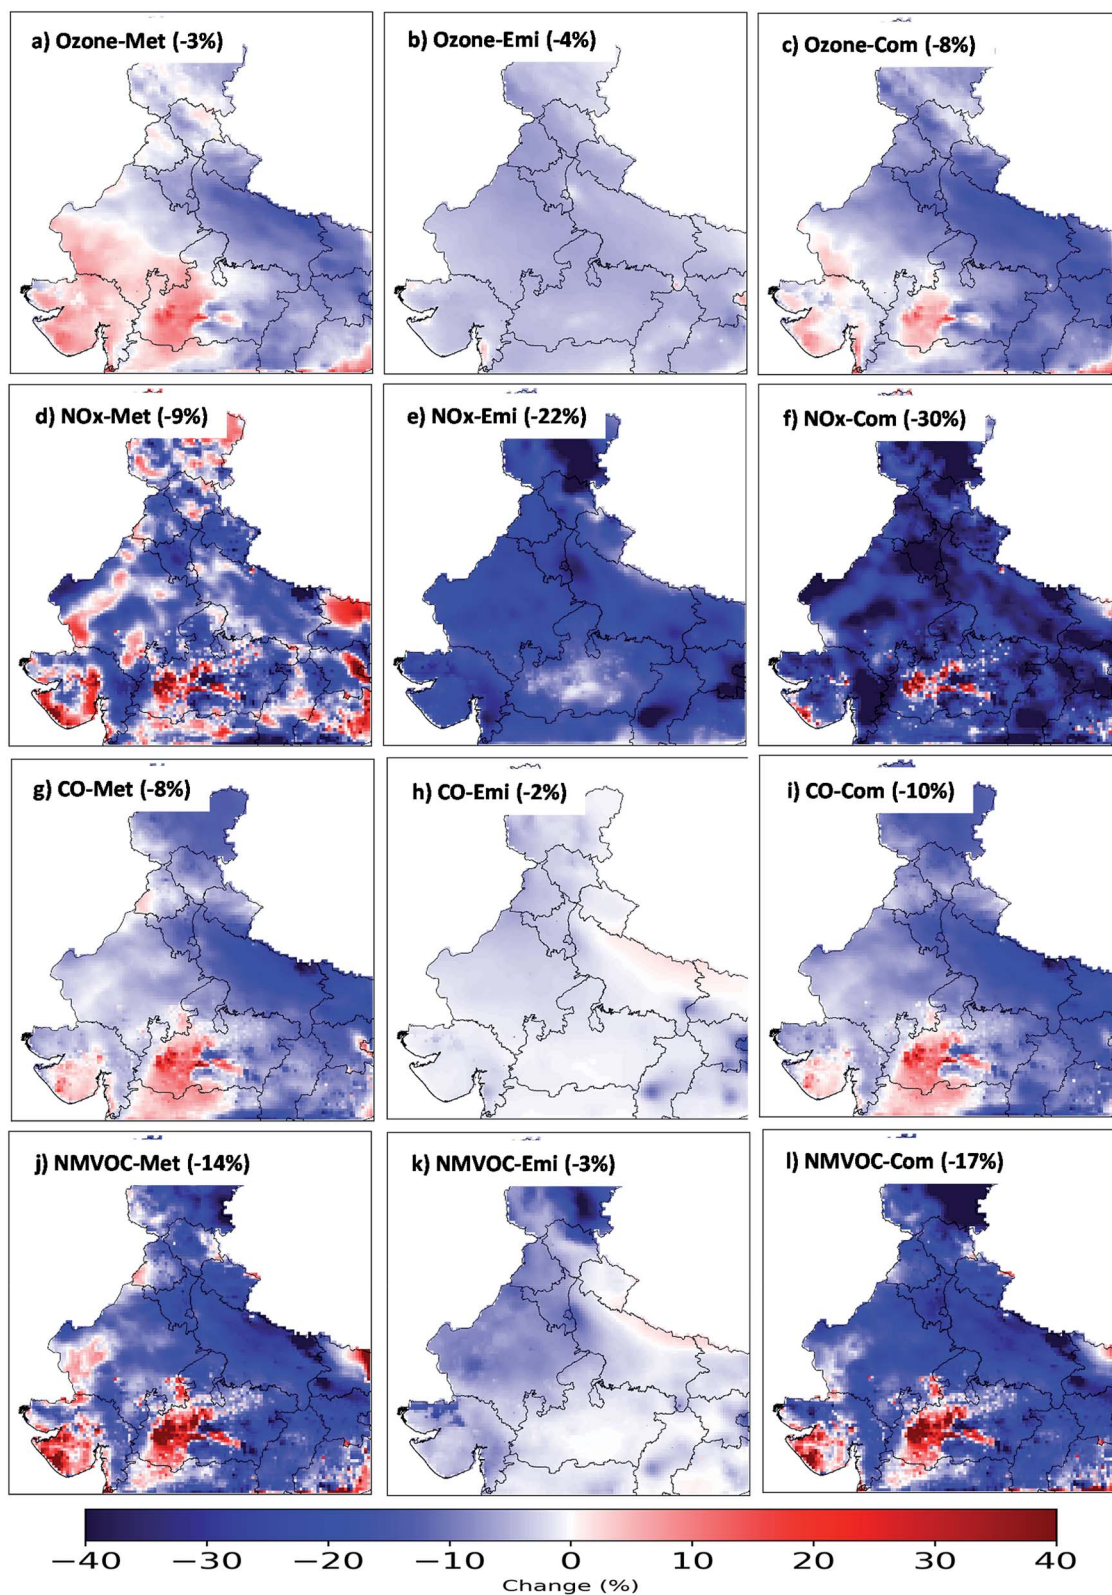 a) Ozone-Met (-3%)
b) Ozone-Emi (-4%)
c) Ozone-Com (-8%)
d) NOx-Met (-9%)
e) NOx-Emi (-22%)
f) NOx-Com (-30%)
g) CO-Met (-8%)
h) CO-Emi (-2%)
i) CO-Com (-10%)
j) NMVOC-Met (-14%)
k) NMVOC-Emi (-3%)
l) NMVOC-Com (-17%)
−40 −30 −20 −10 0 10 20 30 40
Change (%)